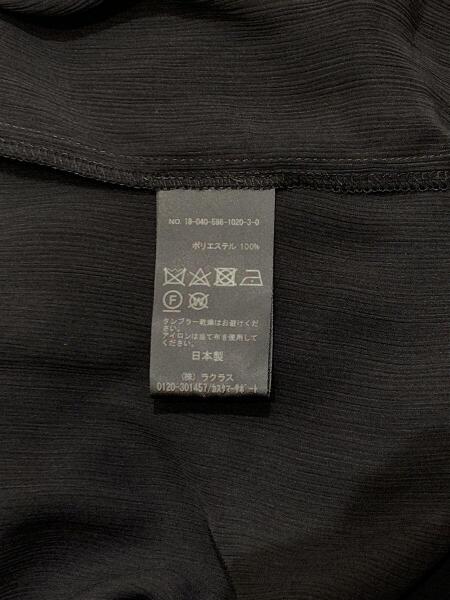 NO. 18-040-586-1020-3-0
ポリエステル 100%
F W
タンブラー乾燥はお避けくだ
さい。
アイロンは当て布を使用して
ください。
日本製
(株) ラクラス
0120-301457/カスタマーサポート